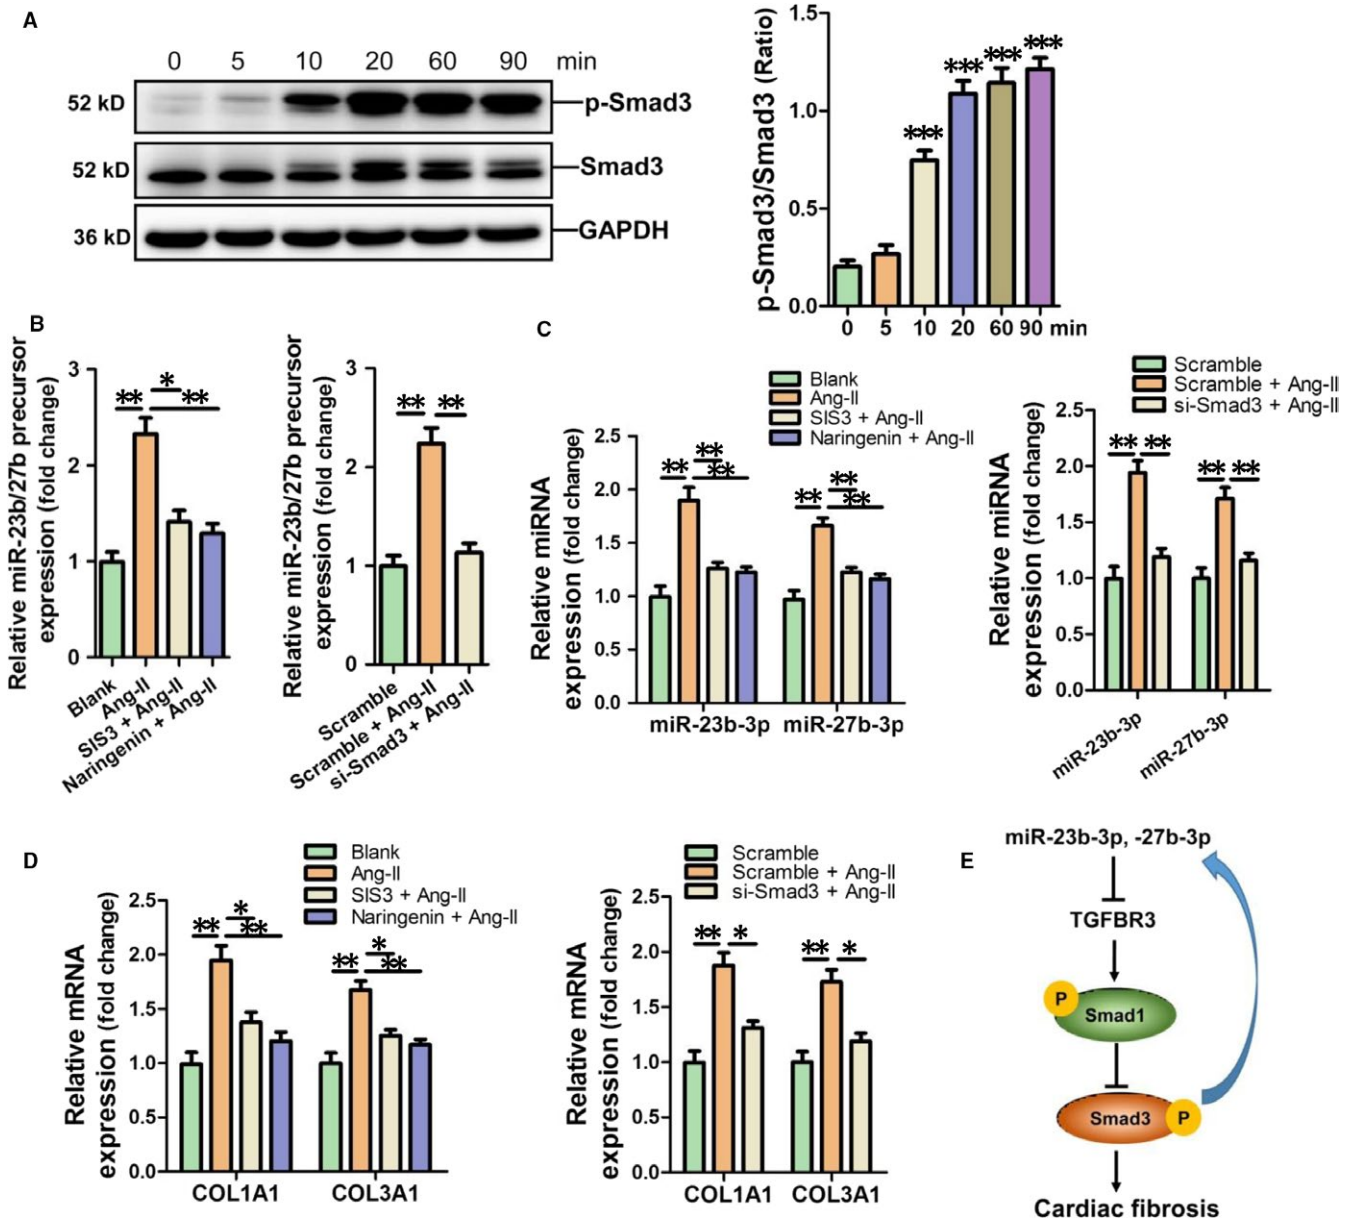 A
0 5 10 20 60 90 min
52 kD p-Smad3
52 kD Smad3
36 kD GAPDH
p-Smad3/Smad3 (Ratio)
1.5
1.0
0.5
0.0
*** *** *** ***
0 5 10 20 60 90 min
B
Relative miR-23b/27b precursor
expression (fold change)
3
2
1
0
** * **
Blank
Ang-II
SIS3 + Ang-II
Naringenin + Ang-II
Relative miR-23b/27b precursor
expression (fold change)
3
2
1
0
** **
Scramble
Scramble + Ang-II
si-Smad3 + Ang-II
C
Blank
Ang-II
SIS3 + Ang-II
Naringenin + Ang-II
Relative miRNA
expression (fold change)
2.5
2.0
1.5
1.0
0.5
0.0
** ** **
** ** **
miR-23b-3p miR-27b-3p
Scramble
Scramble + Ang-II
si-Smad3 + Ang-II
Relative miRNA
expression (fold change)
2.5
2.0
1.5
1.0
0.5
0.0
** ** ** **
miR-23b-3p
miR-27b-3p
D
Blank
Ang-II
SIS3 + Ang-II
Naringenin + Ang-II
Relative mRNA
expression (fold change)
2.5
2.0
1.5
1.0
0.5
0.0
** * **
** * **
COL1A1 COL3A1
Scramble
Scramble + Ang-II
si-Smad3 + Ang-II
Relative mRNA
expression (fold change)
2.5
2.0
1.5
1.0
0.5
0.0
** * ** *
COL1A1 COL3A1
E
miR-23b-3p, -27b-3p
TGFBR3
P
Smad1
Smad3
P
Cardiac fibrosis